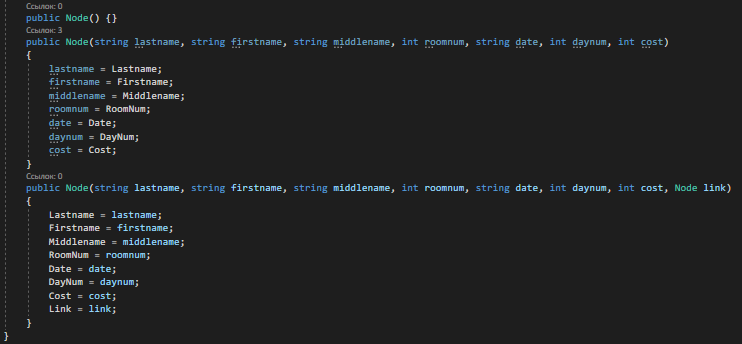 Ссылок: 0
public Node() {}
Ссылок: 3
public Node(string lastname, string firstname, string middlename, int roomnum, string date, int daynum, int cost)
{
lastname = Lastname;
firstname = Firstname;
middlename = Middlename;
roomnum = RoomNum;
date = Date;
daynum = DayNum;
cost = Cost;
}
Ссылок: 0
public Node(string lastname, string firstname, string middlename, int roomnum, string date, int daynum, int cost, Node link)
{
Lastname = lastname;
Firstname = firstname;
Middlename = middlename;
RoomNum = roomnum;
Date = date;
DayNum = daynum;
Cost = cost;
Link = link;
}
}